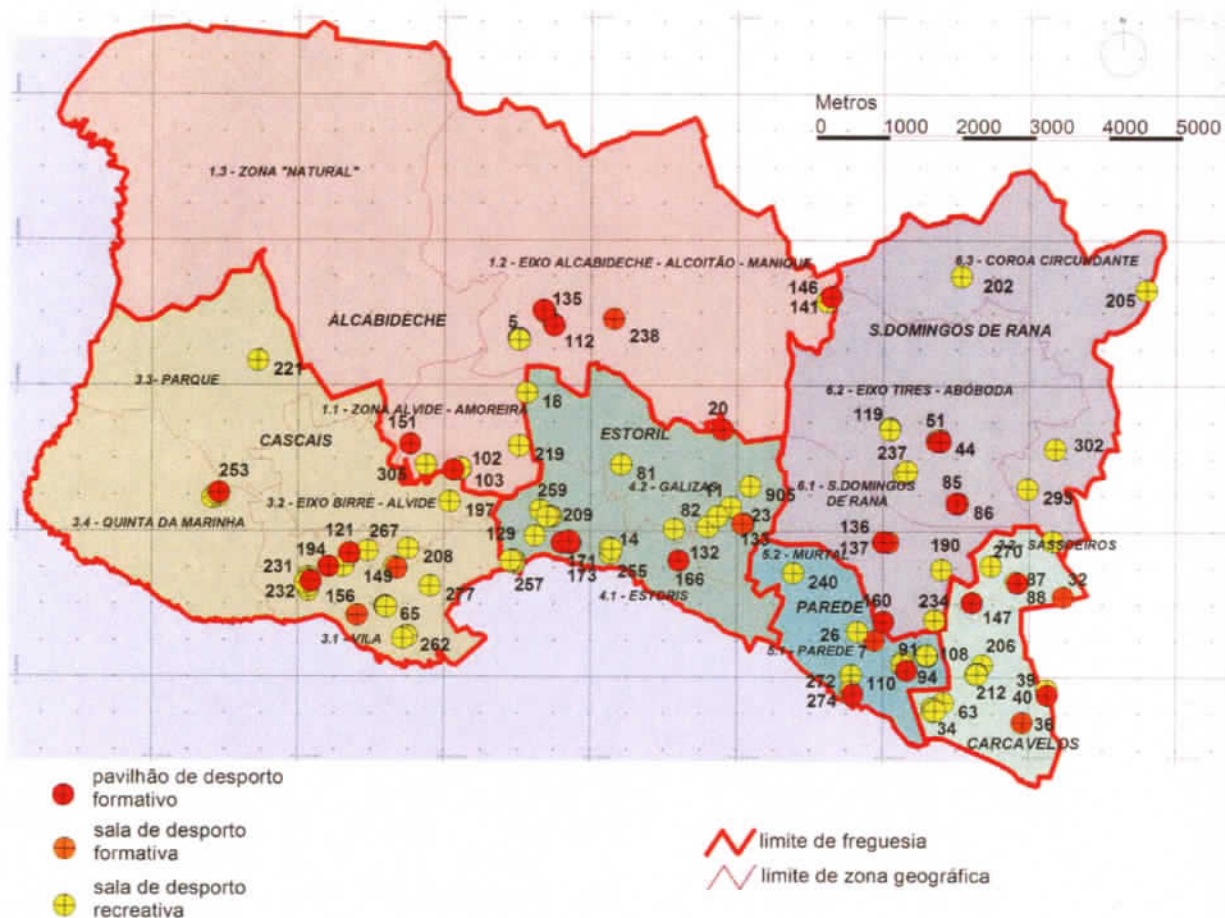 Metros
0 1000 2000 3000 4000 5000
1.3 - ZONA "NATURAL"
1.2 - EIXO ALCABIDECHE - ALCOITÃO - MANIQUE
6.3 - COROA CIRCUNDANTE
146
141
202
205
135
5
112
238
ALCABIDECHE
S.DOMINGOS DE RANA
221
3.3 - PARQUE
1.1 - ZONA ALVIDE - AMOREIRA
18
6.2 - EIXO TIRES - ABÓBODA
151
CASCAIS
20
ESTORIL
119
51
44
219
302
305
102
103
81
237
253
4.2 - GALIZAS
6.1 - S.DOMINGOS
DE RANA
85
293
3.2 - EIXO BIRRE - ALVIDE
197
259
11
905
86
3.4 - QUINTA DA MARINHA
209
82
23
121
267
129
14
133
136
137
194
208
171
132
5.2 - MURTAL
190
270
231
149
173
255
166
240
87
32
232
156
277
257
4.1 - ESTORIS
PAREDE
160
234
88
65
147
3.1 - VILA
262
26
5.1 - PAREDE
7
91
108
206
272
110
94
39
274
212
40
63
34
36
CARCAVELOS
pavilhão de desporto
formativo
sala de desporto
formativa
sala de desporto
recreativa
limite de freguesia
limite de zona geográfica